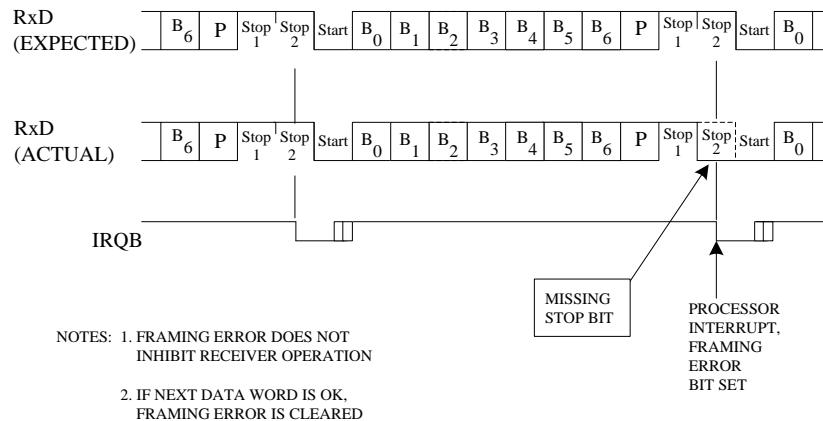 RxD
(EXPECTED)
B6 P Stop 1 Stop 2 Start B0 B1 B2 B3 B4 B5 B6 P Stop 1 Stop 2 Start B0
RxD
(ACTUAL)
B6 P Stop 1 Stop 2 Start B0 B1 B2 B3 B4 B5 B6 P Stop 1 Stop 2 Start B0
IRQB
MISSING
STOP BIT
PROCESSOR
INTERRUPT,
FRAMING
ERROR
BIT SET
NOTES: 1. FRAMING ERROR DOES NOT
INHIBIT RECEIVER OPERATION
2. IF NEXT DATA WORD IS OK,
FRAMING ERROR IS CLEARED